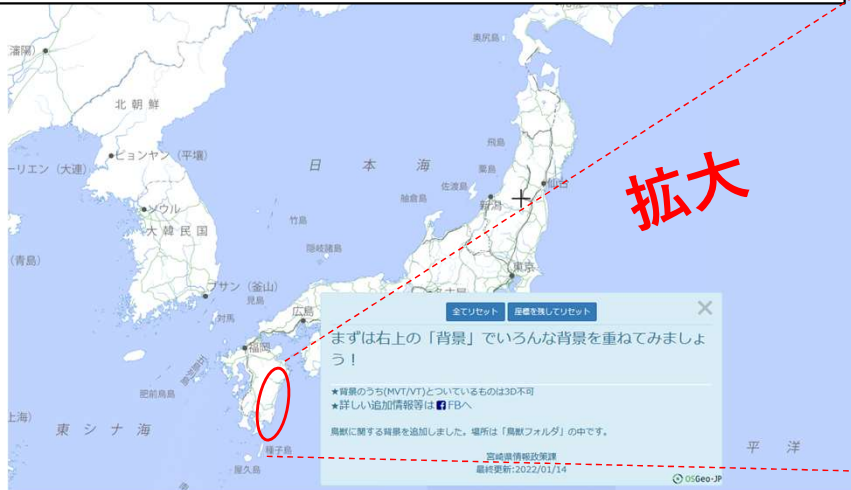 奥尻島
瀋陽)
北朝鮮
ピョンヤン (平壌)
ーリエン (大連)
飛島
粟島
日 本 海
佐渡島
仙台
舳倉島
新潟
拡大
ソウル
竹島
大韓民国
隠岐諸島
(青島)
東京
プサン (釜山)
名古屋
見島
広島
対馬
全てリセット
座標を残してリセット
まずは右上の「背景」でいろんな背景を重ねてみましょ
う！
福岡
五島列島
★背景のうち(MVT/VT)とついているものは3D不可
肥前鳥島
★詳しい追加情報等は FBへ
上海)
東シナ海
鳥獣に関する背景を追加しました。場所は「鳥獣フォルダ」の中です。
種子島
平 洋
宮崎県情報政策課
屋久島
最終更新:2022/01/14
OSGeo-JP